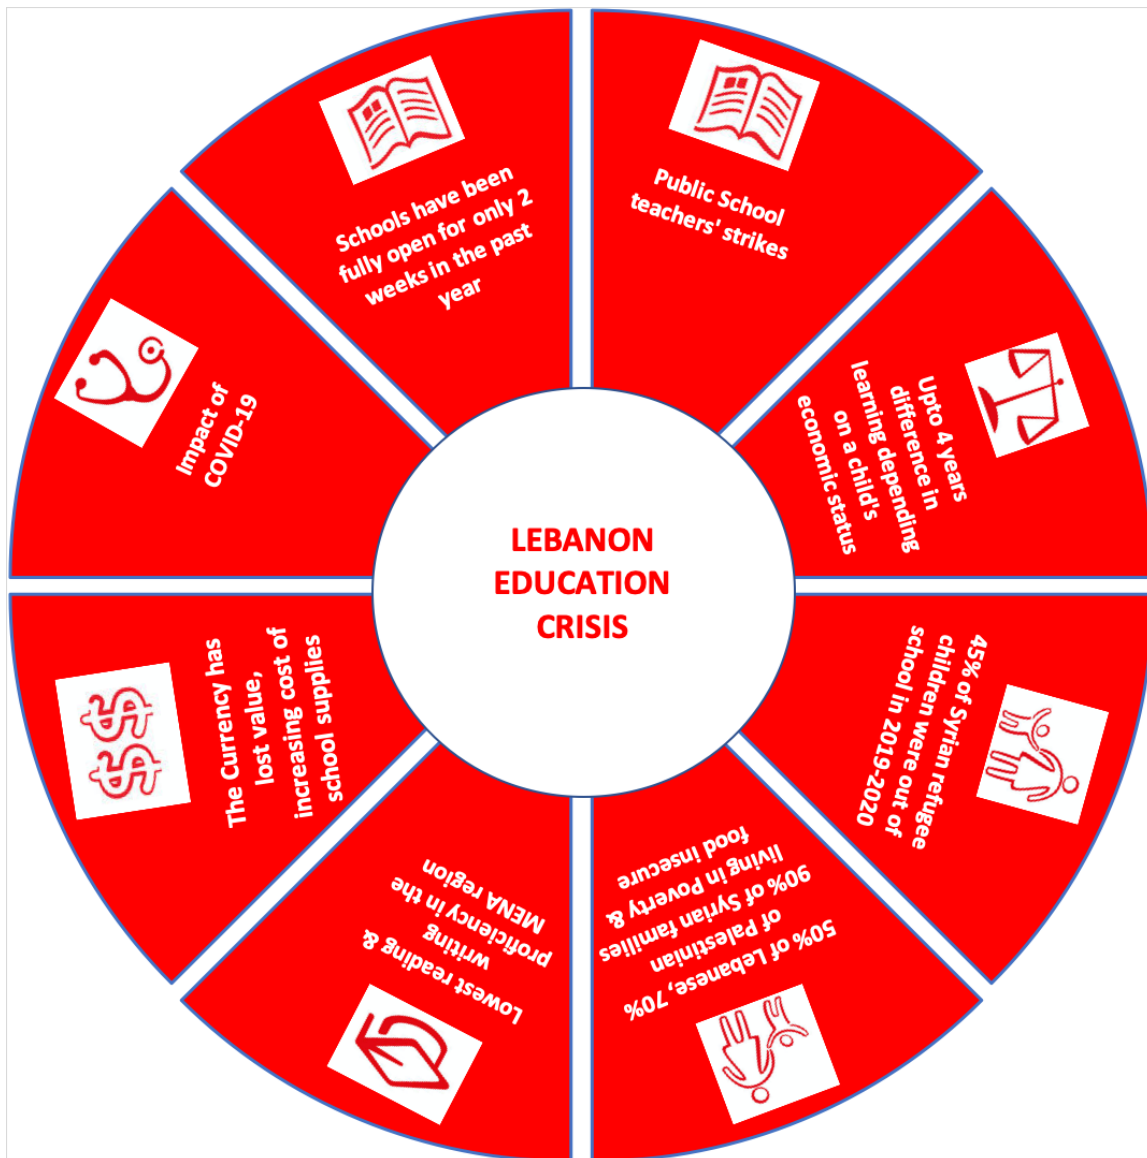 LEBANON
EDUCATION
CRISIS
Public School
teachers' strikes
Upto 4 years
difference in
learning depending
on a child's
economic status
45% of Syrian refugee
children were out of
school in 2019-2020
50% of Lebanese, 70%
of Palestinian
90% of Syrian families
living in Poverty &
food insecure
Lowest reading &
writing
proficiency in the
MENA region
The Currency has
lost value,
increasing cost of
school supplies
Impact of
COVID-19
Schools have been
fully open for only 2
weeks in the past
year